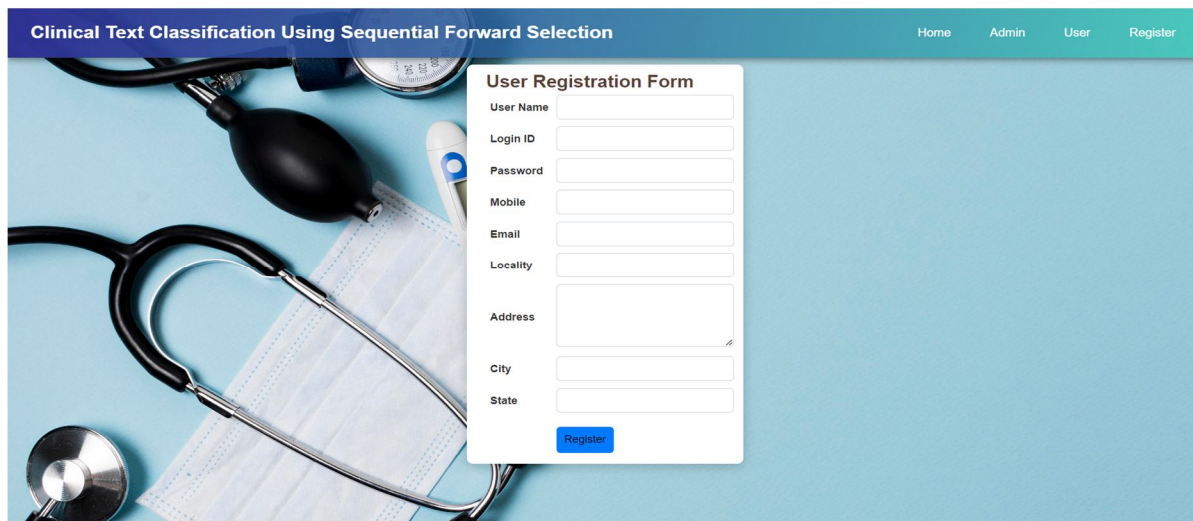 Clinical Text Classification Using Sequential Forward Selection
Home Admin User Register
User Registration Form
User Name
Login ID
Password
Mobile
Email
Locality
Address
City
State
Register